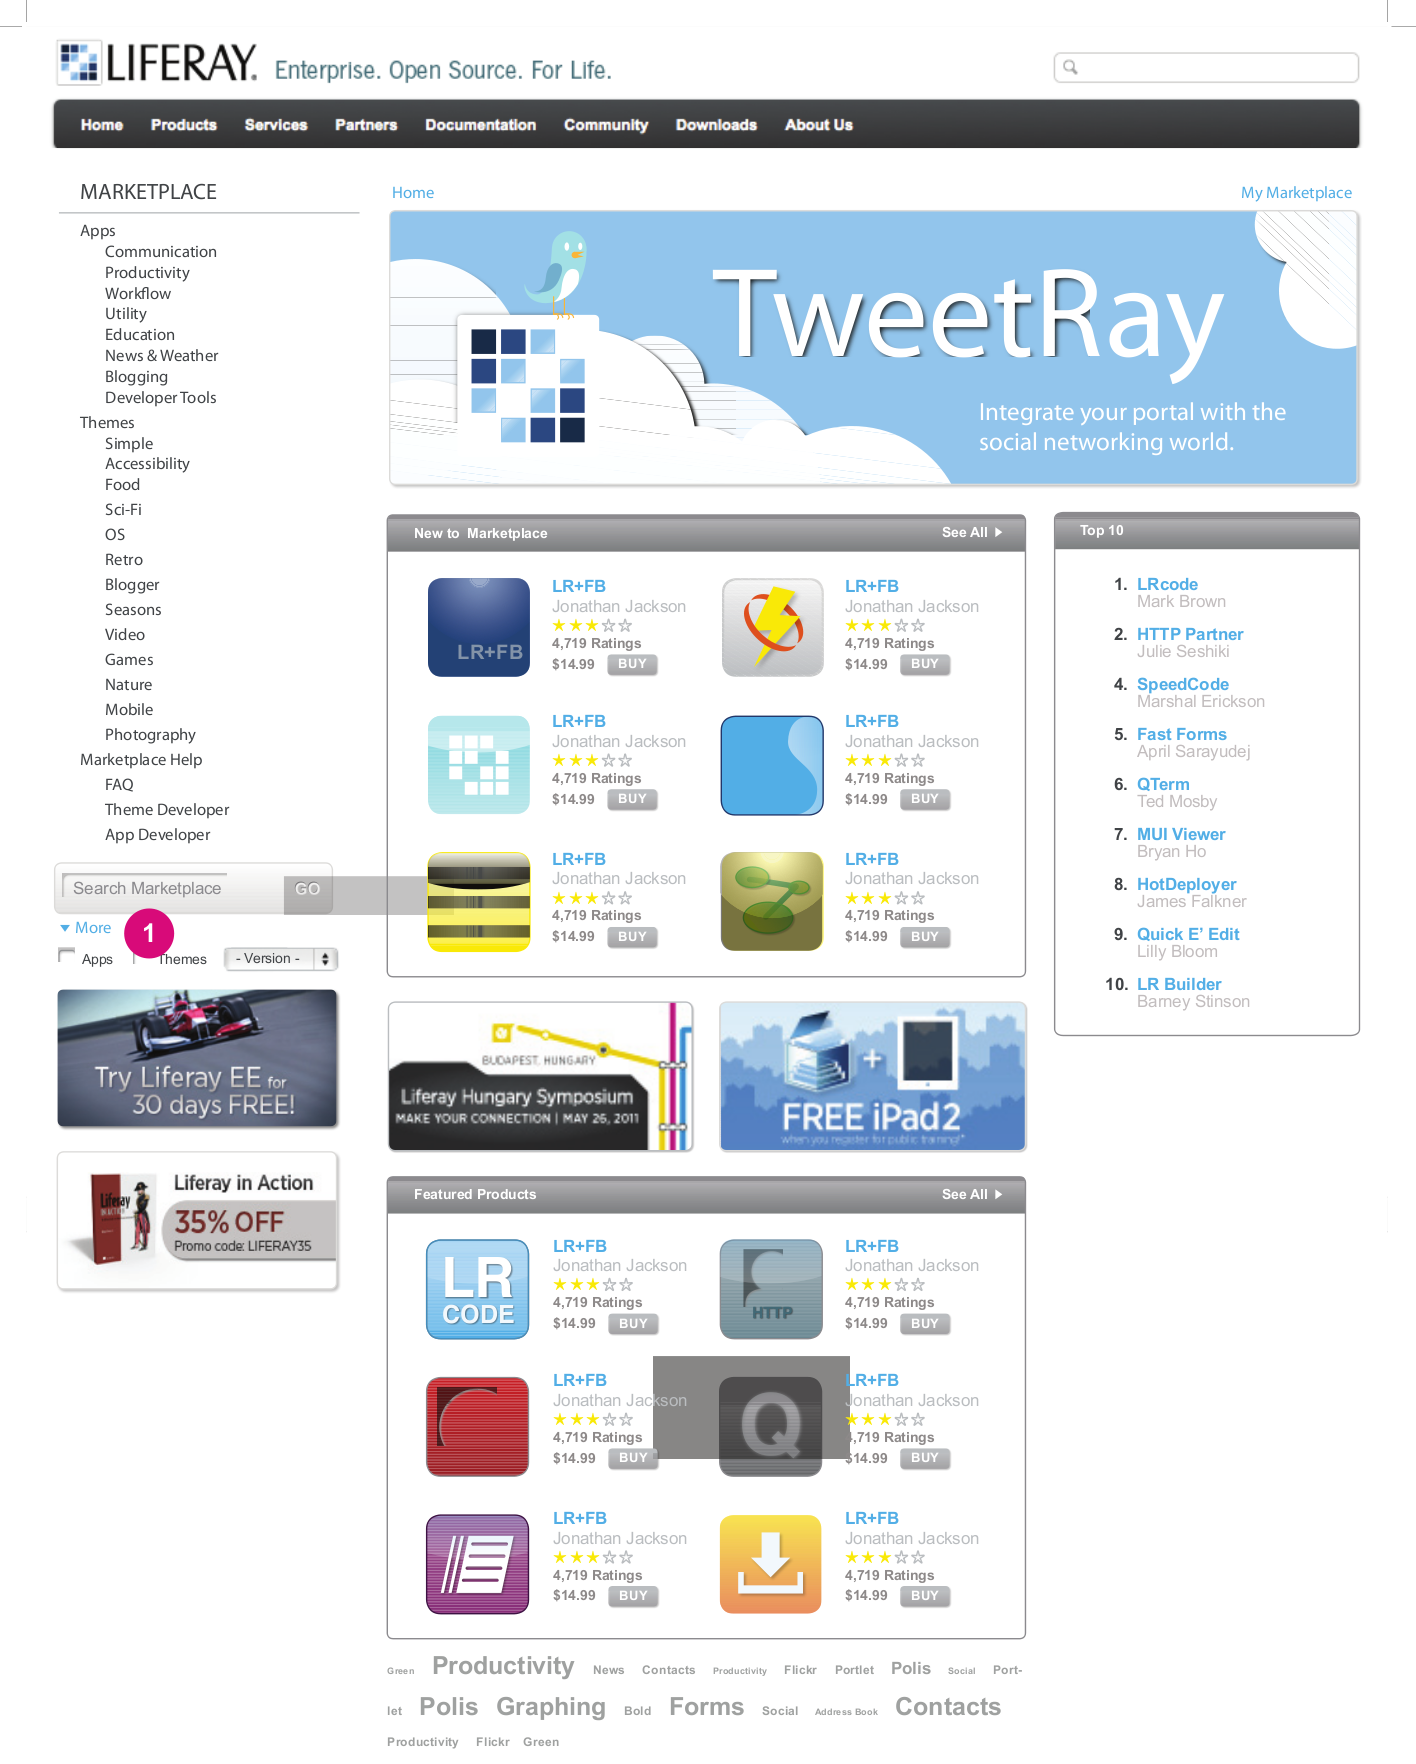 LIFERAY. Enterprise. Open Source. For Life.
Home Products Services Partners Documentation Community Downloads About Us
MARKETPLACE
Apps
Communication
Productivity
Workflow
Utility
Education
News & Weather
Blogging
Developer Tools
Themes
Simple
Accessibility
Food
Sci-Fi
OS
Retro
Blogger
Seasons
Video
Games
Nature
Mobile
Photography
Marketplace Help
FAQ
Theme Developer
App Developer
Search Marketplace GO
More
1
Apps Themes - Version -
Try Liferay EE for
30 days FREE!
Liferay in Action
35% OFF
Promo code: LIFERAY35
Liferay
Home My Marketplace
TweetRay
Integrate your portal with the
social networking world.
New to Marketplace See All
LR+FB
LR+FB
Jonathan Jackson
4,719 Ratings
$14.99 BUY
LR+FB
Jonathan Jackson
4,719 Ratings
$14.99 BUY
LR+FB
Jonathan Jackson
4,719 Ratings
$14.99 BUY
LR+FB
Jonathan Jackson
4,719 Ratings
$14.99 BUY
LR+FB
Jonathan Jackson
4,719 Ratings
$14.99 BUY
LR+FB
Jonathan Jackson
4,719 Ratings
$14.99 BUY
BUDAPEST, HUNGARY
Liferay Hungary Symposium
MAKE YOUR CONNECTION | MAY 26, 2011
+
FREE iPad 2
when you register for public training!*
Featured Products See All
LR
CODE
LR+FB
Jonathan Jackson
4,719 Ratings
$14.99 BUY
HTTP
LR+FB
Jonathan Jackson
4,719 Ratings
$14.99 BUY
LR+FB
Jonathan Jackson
4,719 Ratings
$14.99 BUY
Q
LR+FB
Jonathan Jackson
4,719 Ratings
$14.99 BUY
LR+FB
Jonathan Jackson
4,719 Ratings
$14.99 BUY
LR+FB
Jonathan Jackson
4,719 Ratings
$14.99 BUY
Green Productivity News Contacts Productivity Flickr Portlet Polis Social Port-
let Polis Graphing Bold Forms Social Address Book Contacts
Productivity Flickr Green
Top 10
1. LRcode
Mark Brown
2. HTTP Partner
Julie Seshiki
4. SpeedCode
Marshal Erickson
5. Fast Forms
April Sarayudej
6. QTerm
Ted Mosby
7. MUI Viewer
Bryan Ho
8. HotDeployer
James Falkner
9. Quick E’ Edit
Lilly Bloom
10. LR Builder
Barney Stinson